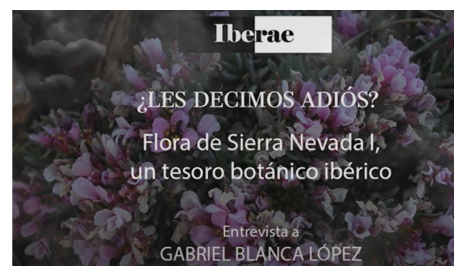 Iberae
¿LES DECIMOS ADIÓS?
Flora de Sierra Nevada I,
un tesoro botánico ibérico
Entrevista a
GABRIEL BLANCA LÓPEZ